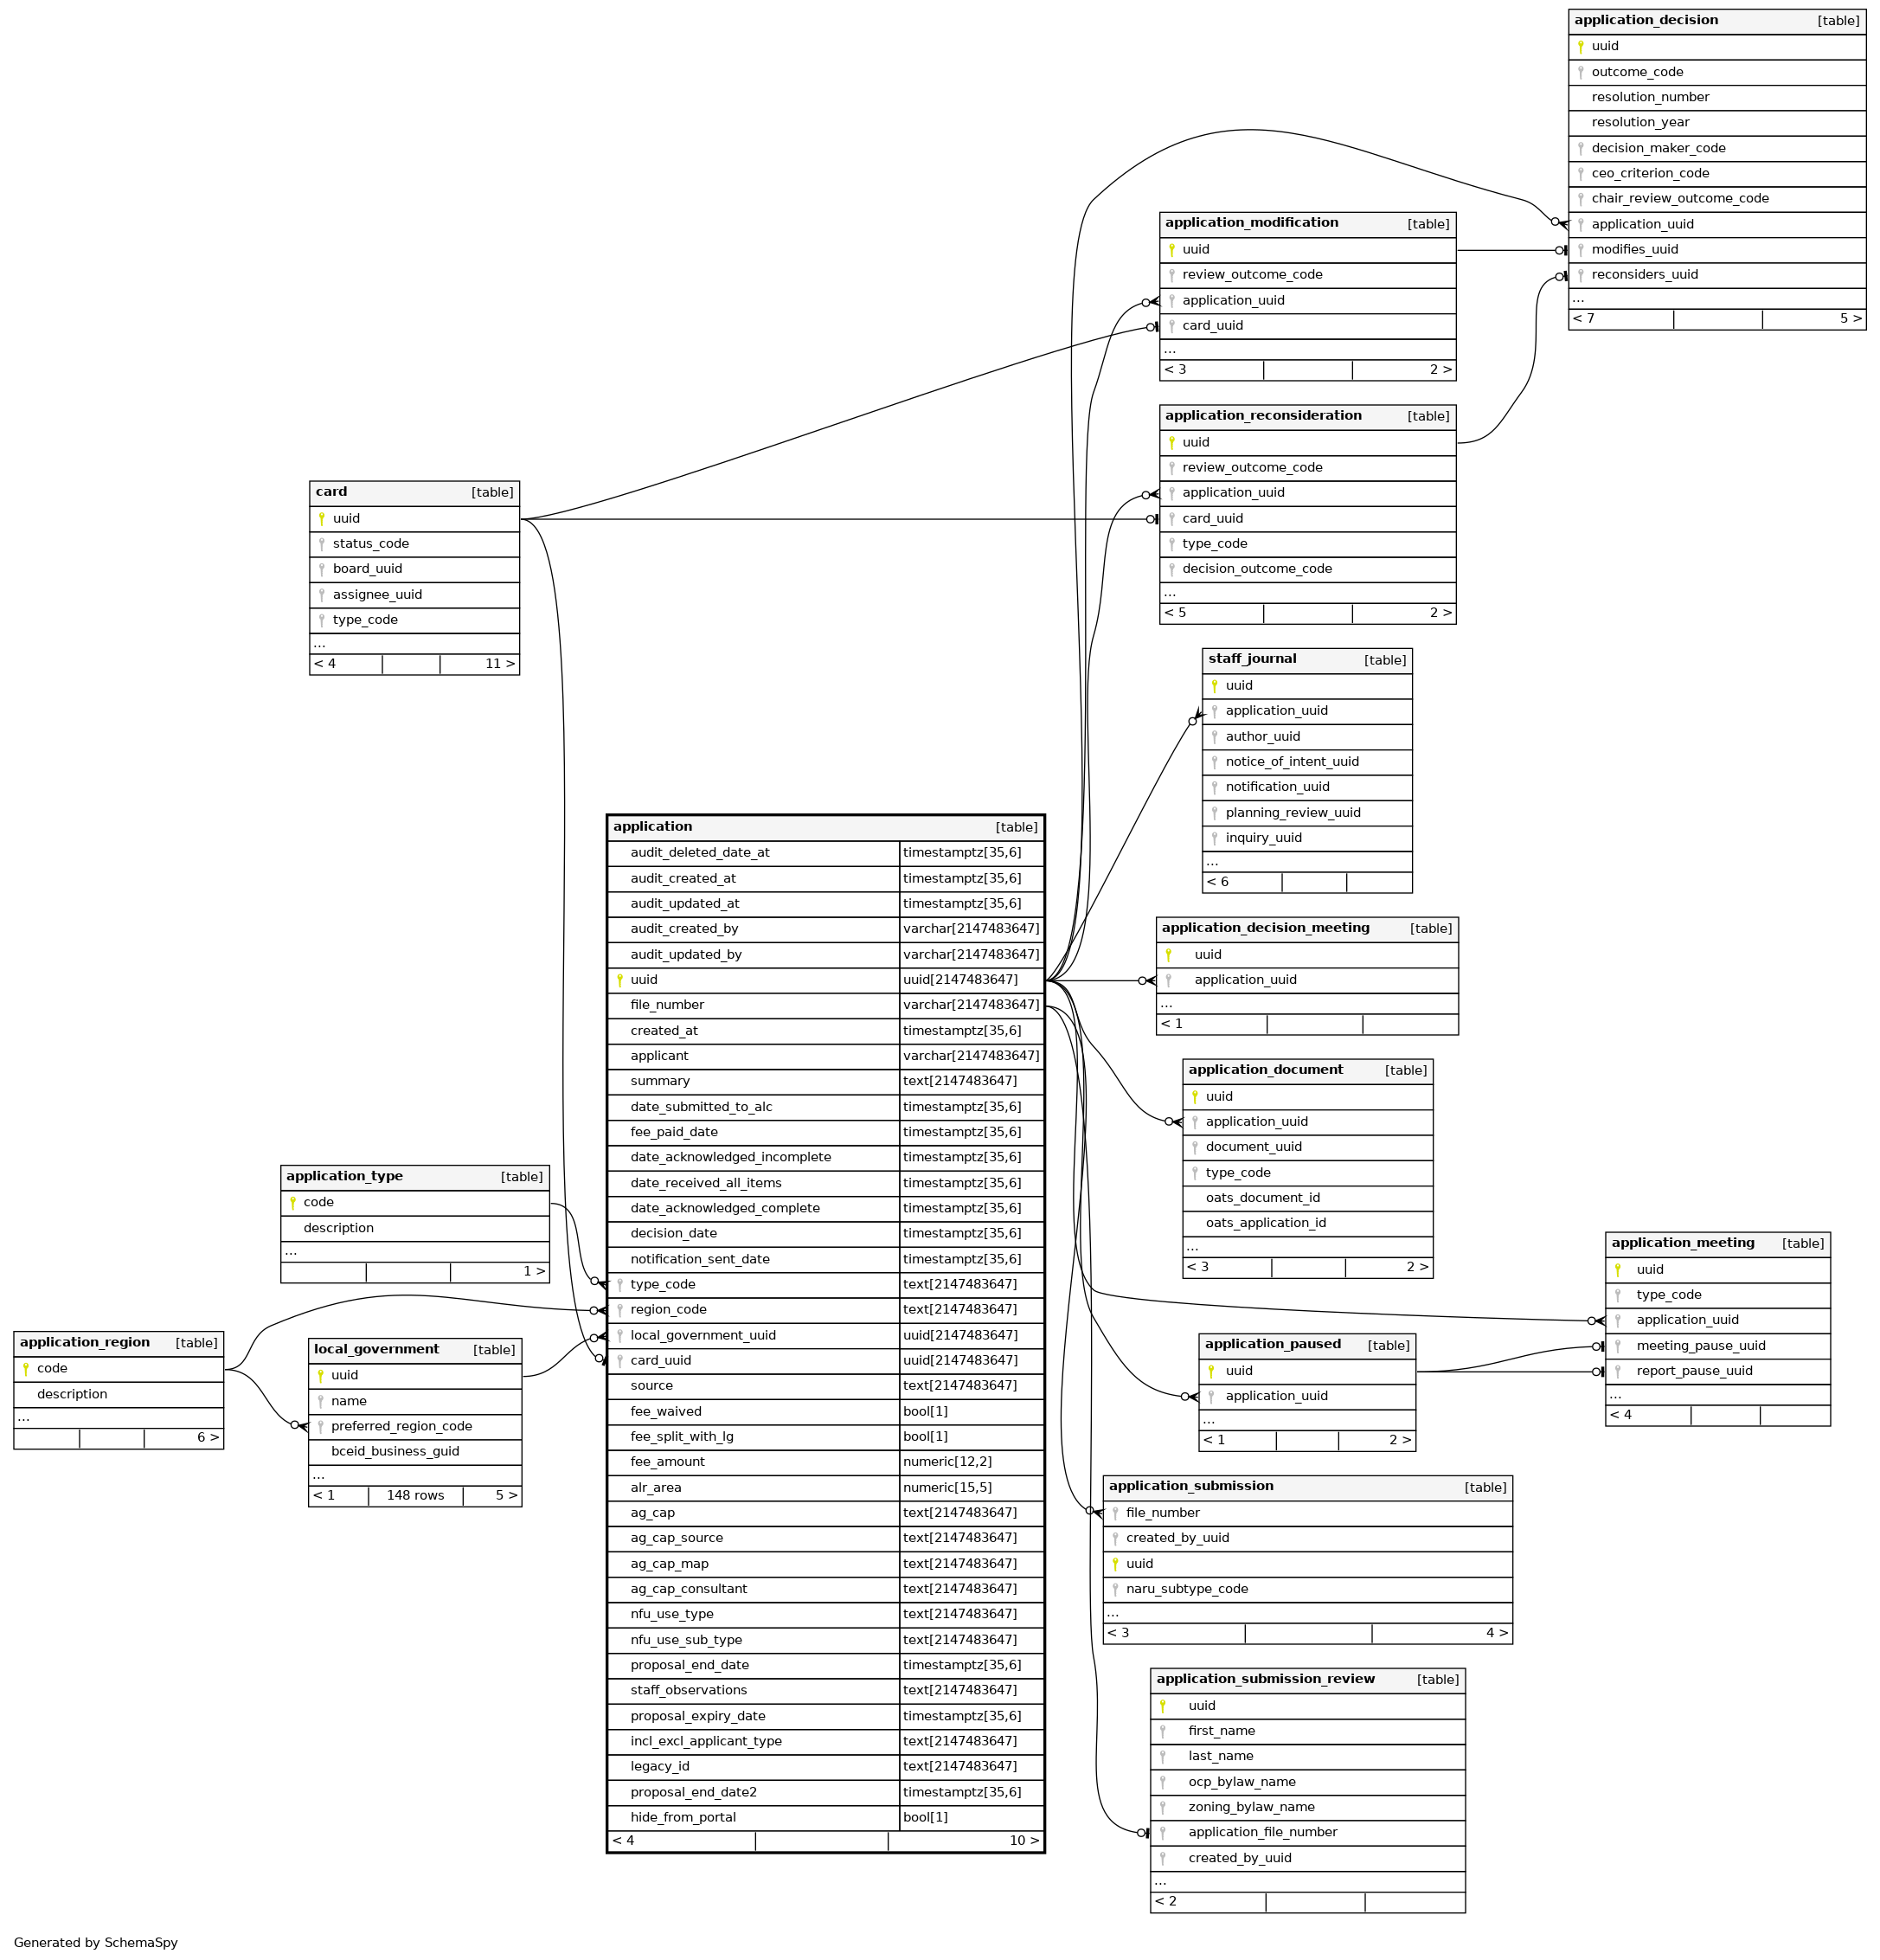 application_decision [table]
uuid
outcome_code
resolution_number
resolution_year
decision_maker_code
ceo_criterion_code
chair_review_outcome_code
application_uuid
modifies_uuid
reconsiders_uuid
...
< 7 5 >
application_modification [table]
uuid
review_outcome_code
application_uuid
card_uuid
...
< 3 2 >
application_reconsideration [table]
uuid
review_outcome_code
application_uuid
card_uuid
type_code
decision_outcome_code
...
< 5 2 >
card [table]
uuid
status_code
board_uuid
assignee_uuid
type_code
...
< 4 11 >
staff_journal [table]
uuid
application_uuid
author_uuid
notice_of_intent_uuid
notification_uuid
planning_review_uuid
inquiry_uuid
...
< 6
application [table]
audit_deleted_date_at timestamptz[35,6]
audit_created_at timestamptz[35,6]
audit_updated_at timestamptz[35,6]
audit_created_by varchar[2147483647]
audit_updated_by varchar[2147483647]
uuid uuid[2147483647]
file_number varchar[2147483647]
created_at timestamptz[35,6]
applicant varchar[2147483647]
summary text[2147483647]
date_submitted_to_alc timestamptz[35,6]
fee_paid_date timestamptz[35,6]
date_acknowledged_incomplete timestamptz[35,6]
date_received_all_items timestamptz[35,6]
date_acknowledged_complete timestamptz[35,6]
decision_date timestamptz[35,6]
notification_sent_date timestamptz[35,6]
type_code text[2147483647]
region_code text[2147483647]
local_government_uuid uuid[2147483647]
card_uuid uuid[2147483647]
source text[2147483647]
fee_waived bool[1]
fee_split_with_lg bool[1]
fee_amount numeric[12,2]
alr_area numeric[15,5]
ag_cap text[2147483647]
ag_cap_source text[2147483647]
ag_cap_map text[2147483647]
ag_cap_consultant text[2147483647]
nfu_use_type text[2147483647]
nfu_use_sub_type text[2147483647]
proposal_end_date timestamptz[35,6]
staff_observations text[2147483647]
proposal_expiry_date timestamptz[35,6]
incl_excl_applicant_type text[2147483647]
legacy_id text[2147483647]
proposal_end_date2 timestamptz[35,6]
hide_from_portal bool[1]
< 4 10 >
application_decision_meeting [table]
uuid
application_uuid
...
< 1
application_document [table]
uuid
application_uuid
document_uuid
type_code
oats_document_id
oats_application_id
...
< 3 2 >
application_type [table]
code
description
...
1 >
application_meeting [table]
uuid
type_code
application_uuid
meeting_pause_uuid
report_pause_uuid
...
< 4
application_region [table]
code
description
...
6 >
local_government [table]
uuid
name
preferred_region_code
bceid_business_guid
...
< 1 148 rows 5 >
application_paused [table]
uuid
application_uuid
...
< 1 2 >
application_submission [table]
file_number
created_by_uuid
uuid
naru_subtype_code
...
< 3 4 >
application_submission_review [table]
uuid
first_name
last_name
ocp_bylaw_name
zoning_bylaw_name
application_file_number
created_by_uuid
...
< 2
Generated by SchemaSpy